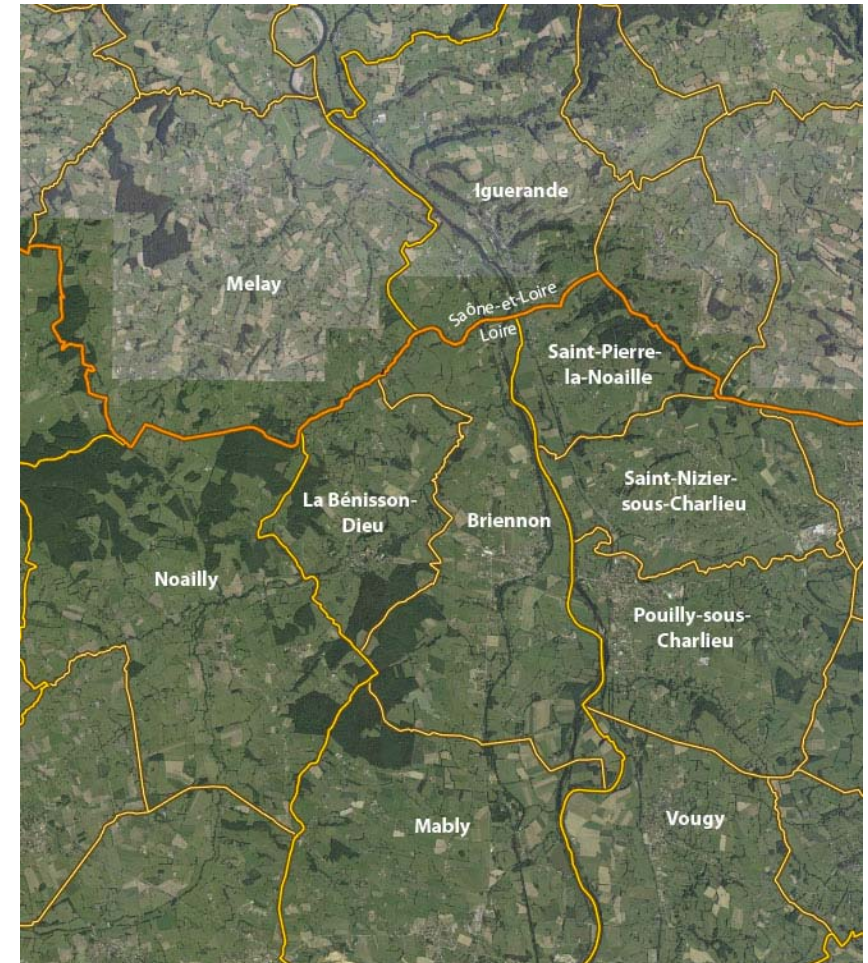 Iguerande
Melay
Saône-et-Loire
Loire
Saint-Pierre-
la-Noaille
Saint-Nizier-
sous-Charlieu
La Bénisson-
Dieu
Briennon
Noailly
Pouilly-sous-
Charlieu
Mably
Vougy